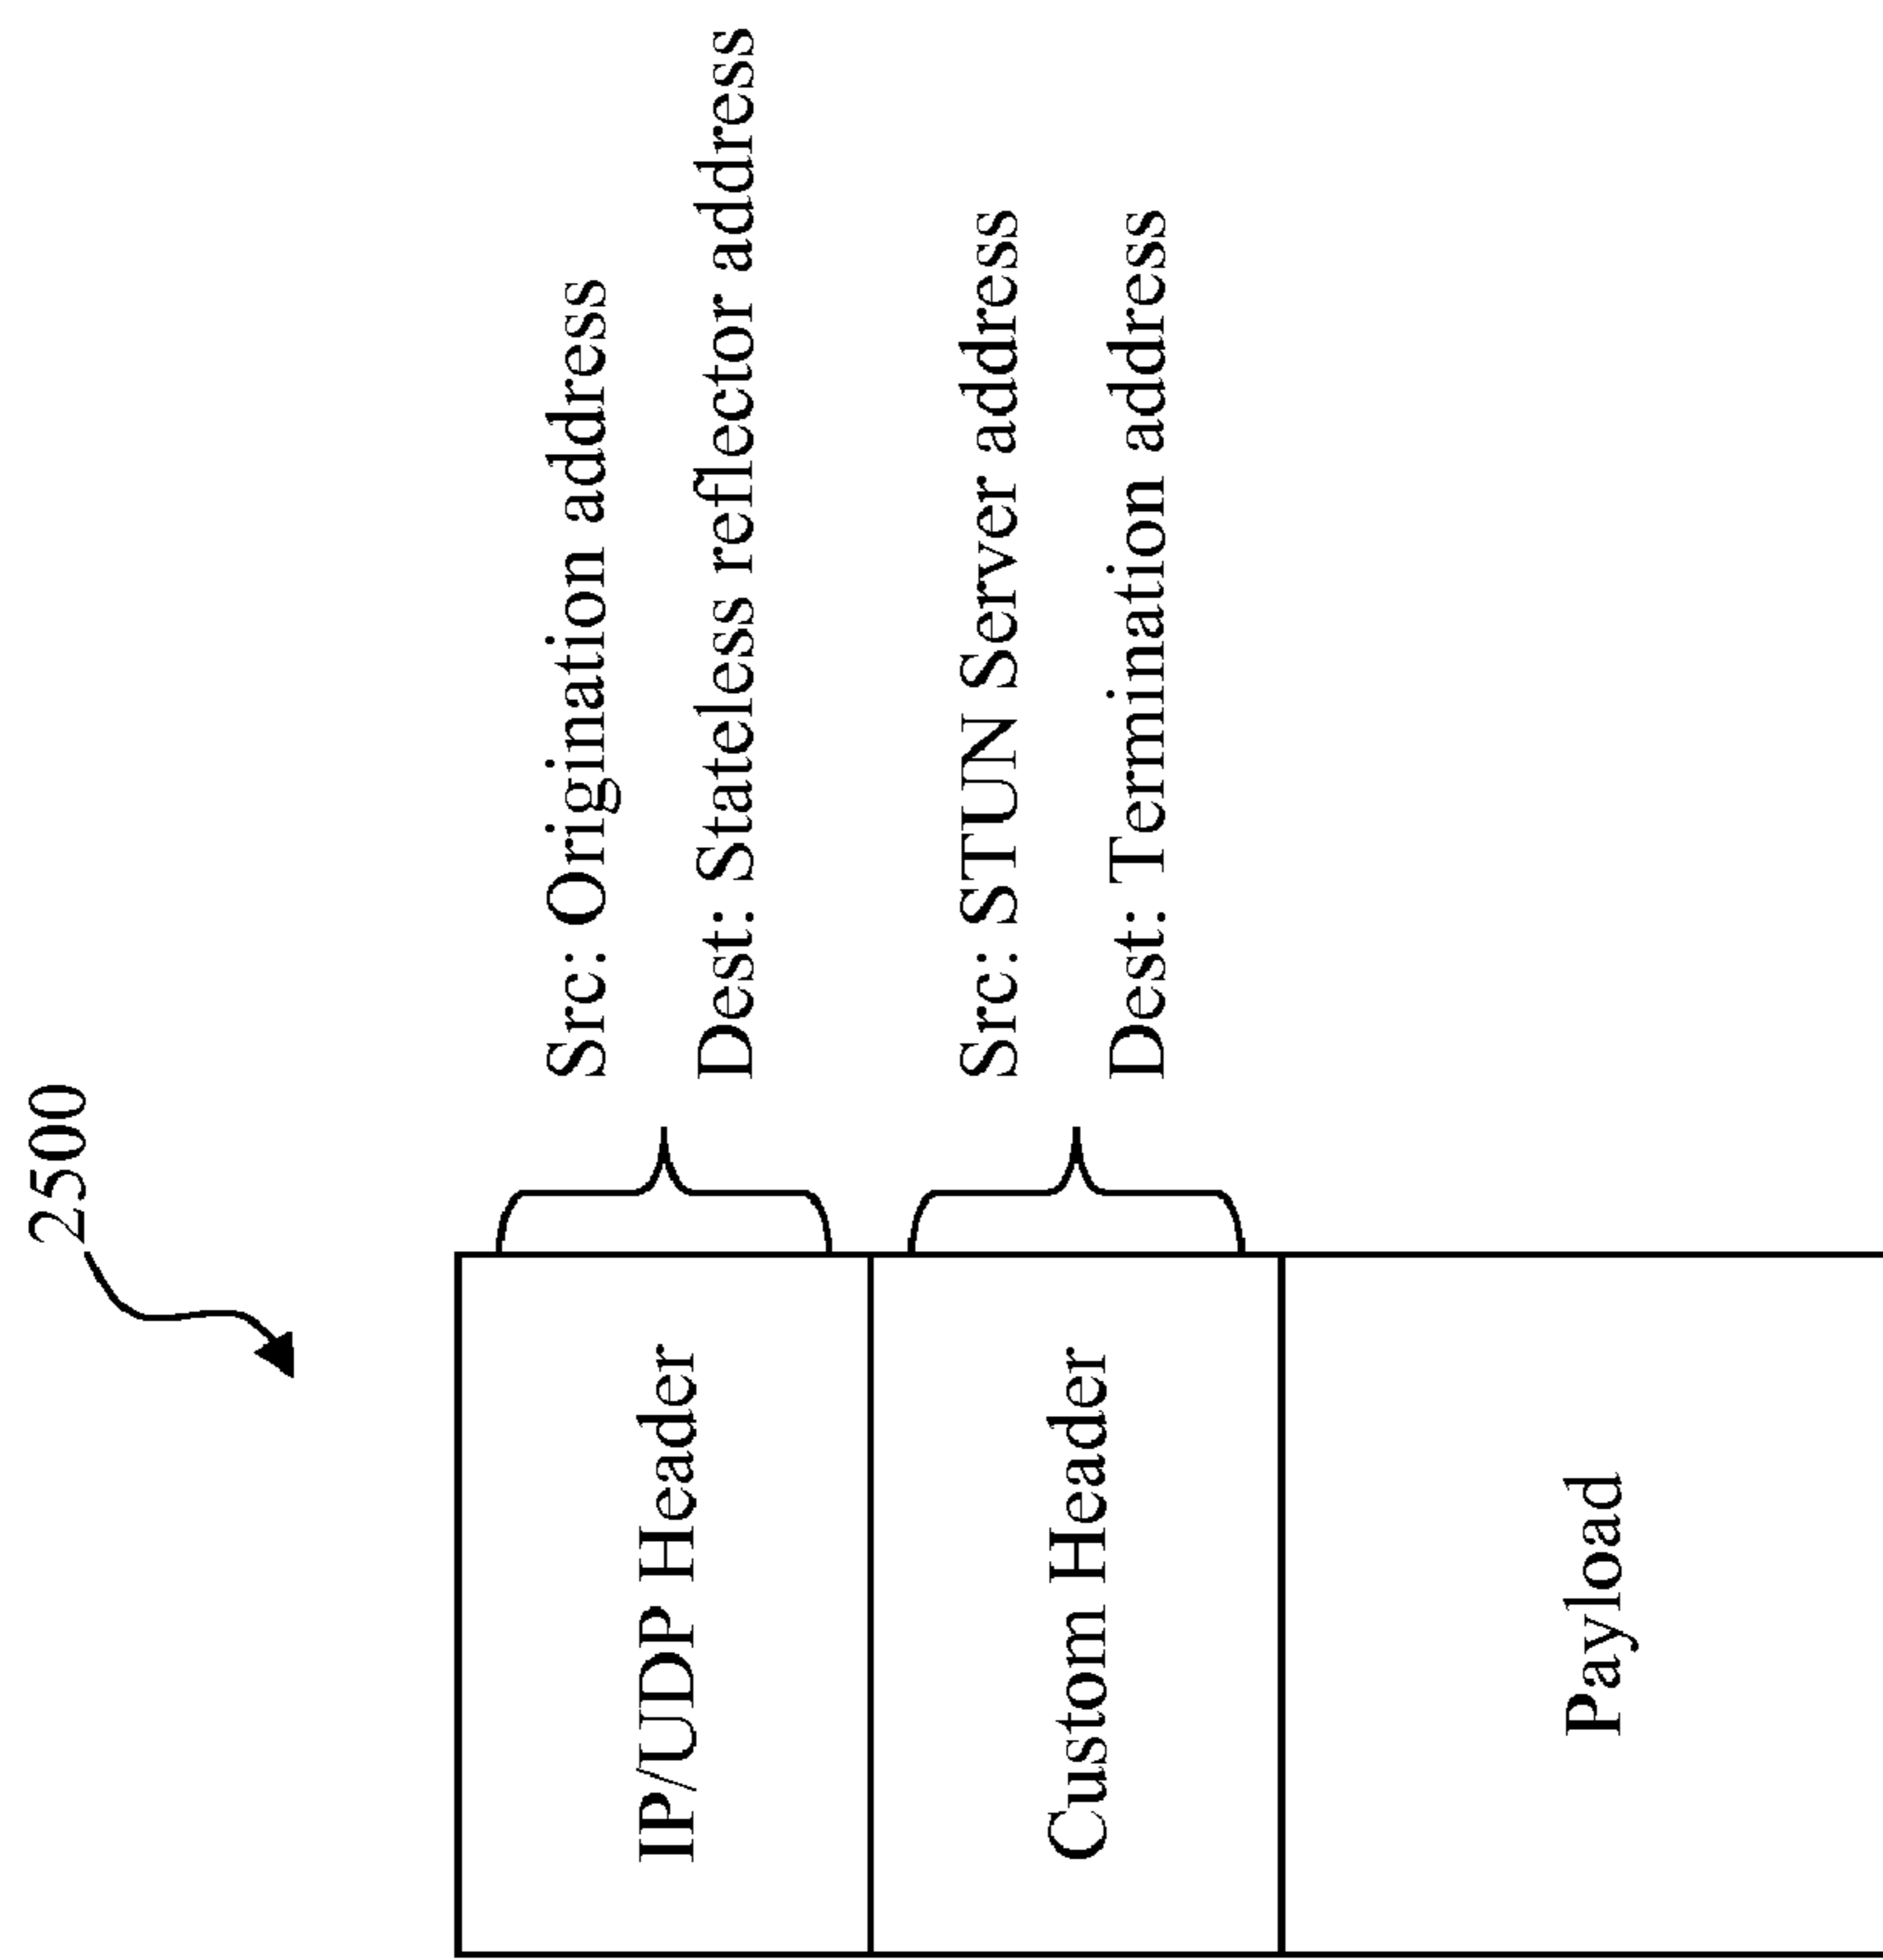 2500
IP/UDP Header
Src: Origination address
Dest: Stateless reflector address
Custom Header
Src: STUN Server address
Dest: Termination address
Payload